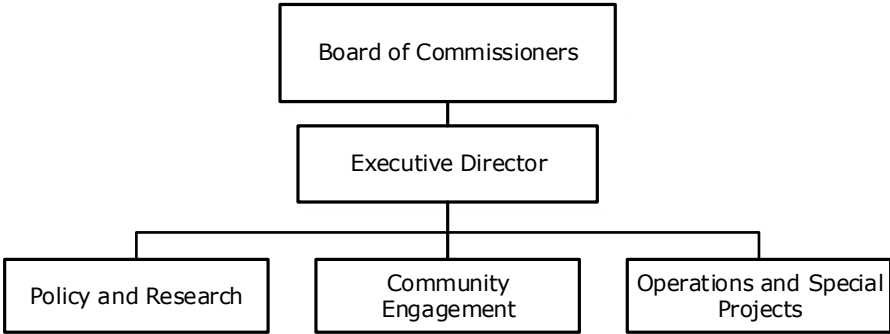 Board of Commissioners
Executive Director
Policy and Research
Community
Engagement
Operations and Special
Projects